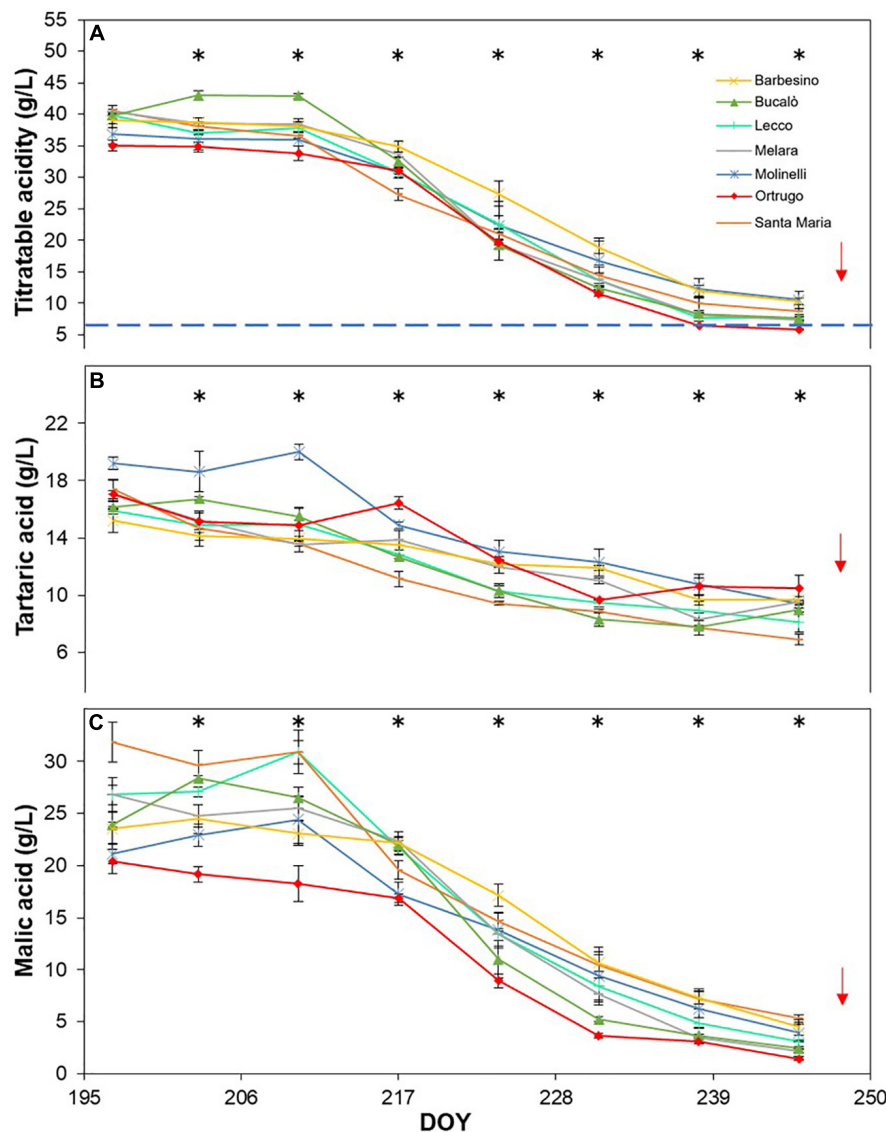 A
Titratable acidity (g/L)
55
50
45
40
35
30
25
20
15
10
5
* * * * * * *
Barbesino
Bucalò
Lecco
Melara
Molinelli
Ortrugo
Santa Maria
B
Tartaric acid (g/L)
22
18
14
10
6
* * * * * * *
C
Malic acid (g/L)
30
25
20
15
10
5
0
* * * * * * *
195 206 217 228 239 250
DOY